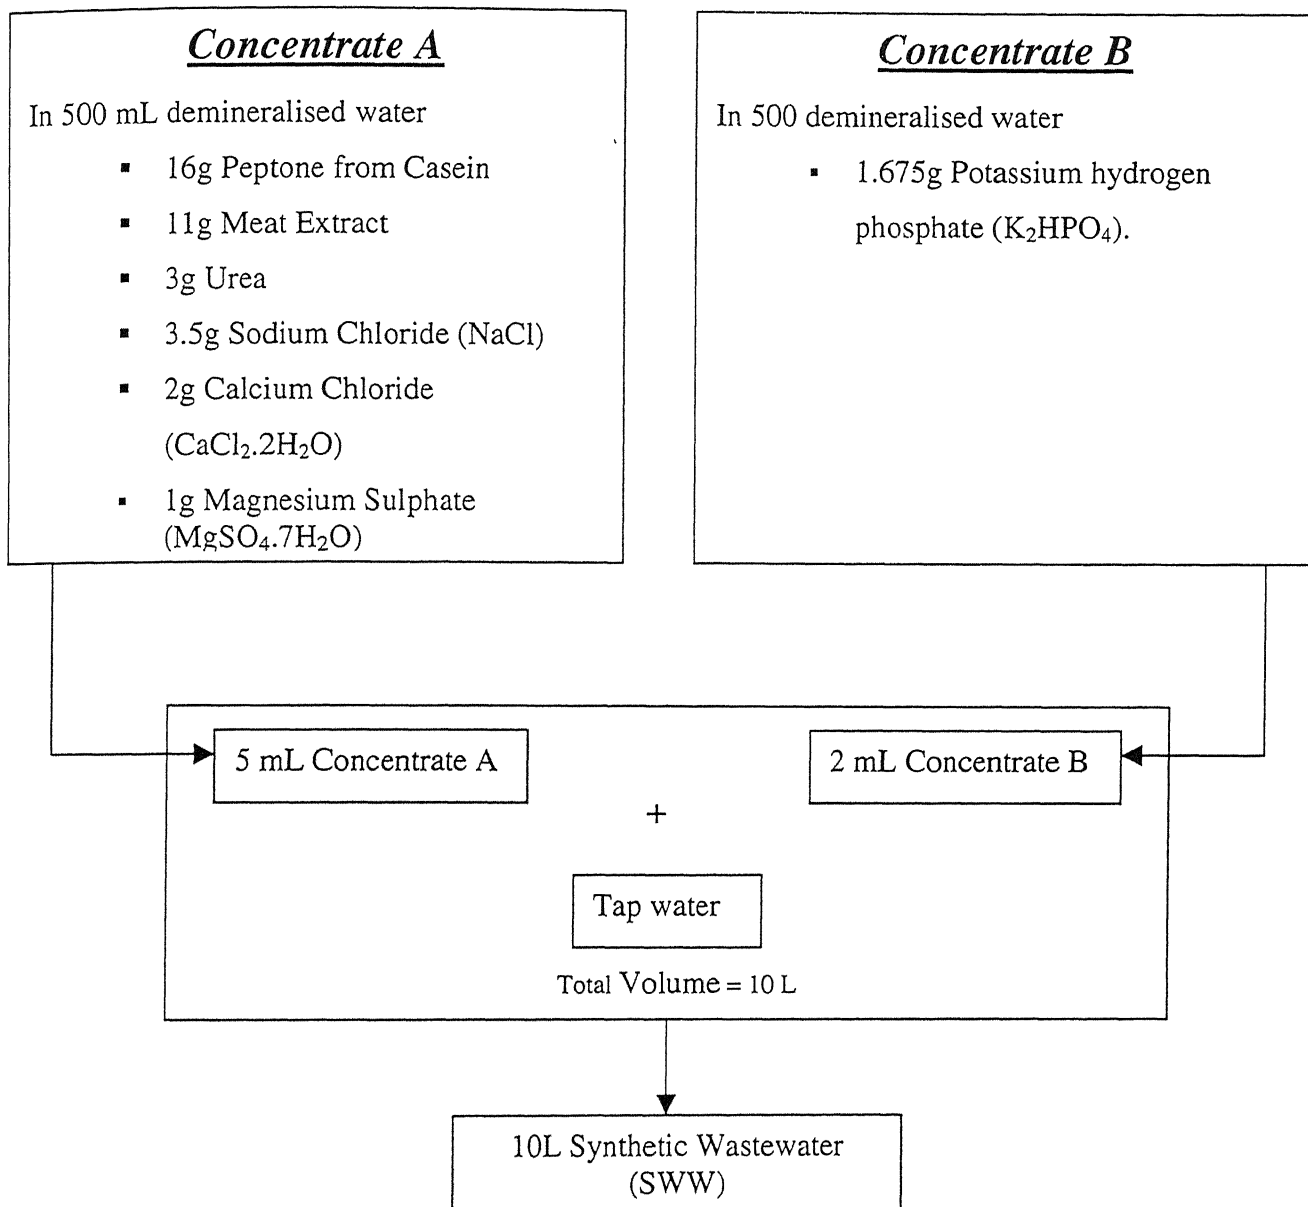 Concentrate A
In 500 mL demineralised water
▪ 16g Peptone from Casein
▪ 11g Meat Extract
▪ 3g Urea
▪ 3.5g Sodium Chloride (NaCl)
▪ 2g Calcium Chloride
(CaCl₂.2H₂O)
▪ 1g Magnesium Sulphate
(MgSO₄.7H₂O)
Concentrate B
In 500 demineralised water
▪ 1.675g Potassium hydrogen
phosphate (K₂HPO₄).
5 mL Concentrate A
2 mL Concentrate B
+
Tap water
Total Volume = 10 L
10L Synthetic Wastewater
(SWW)